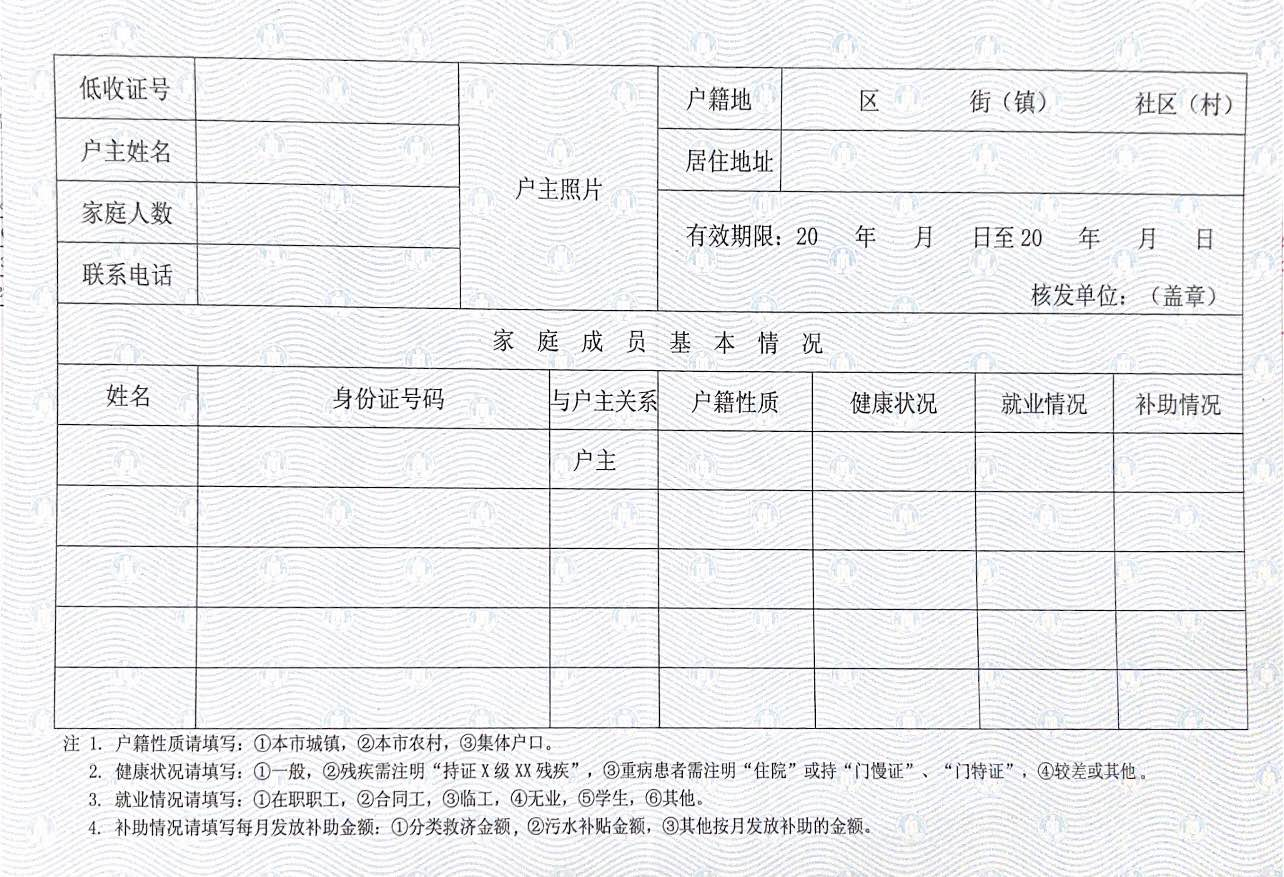 低收证号
户籍地 区 街（镇） 社区（村）
户主姓名
居住地址
户主照片
家庭人数
有效期限：20 年 月 日至20 年 月 日
联系电话
核发单位：（盖章）
家庭成员基本情况
姓名 身份证号码 与户主关系 户籍性质 健康状况 就业情况 补助情况
户主
注 1. 户籍性质请填写：①本市城镇，②本市农村，③集体户口。
2. 健康状况请填写：①一般，②残疾需注明“持证X级XX残疾”，③重病患者需注明“住院”或持“门慢证”、“门特证”，④较差或其他。
3. 就业情况请填写：①在职职工，②合同工，③临工，④无业，⑤学生，⑥其他。
4. 补助情况请填写每月发放补助金额：①分类救济金额，②污水补贴金额，③其他按月发放补助的金额。